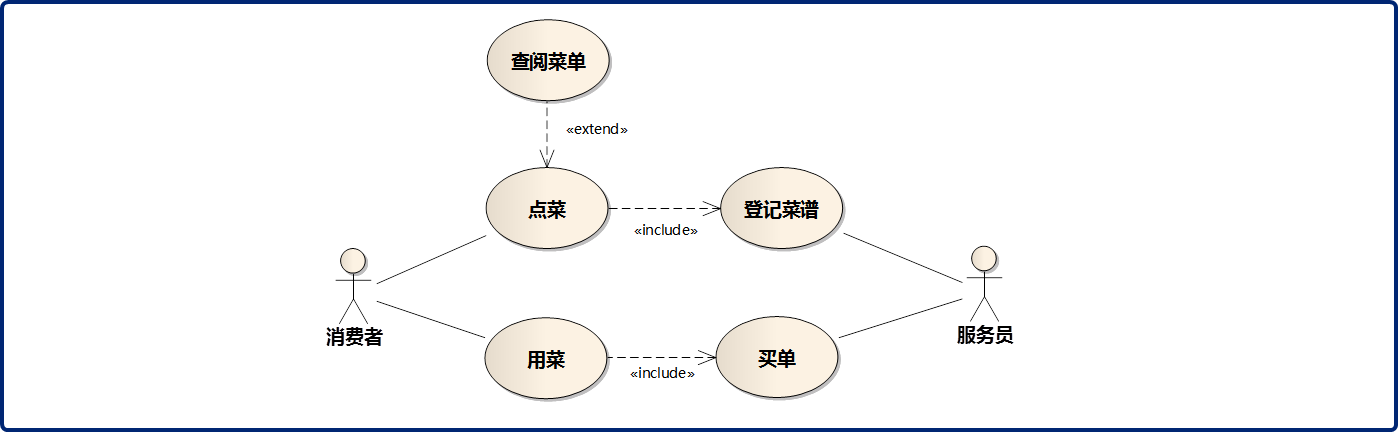 查阅菜单
«extend»
点菜
登记菜谱
«include»
消费者
服务员
用菜
买单
«include»